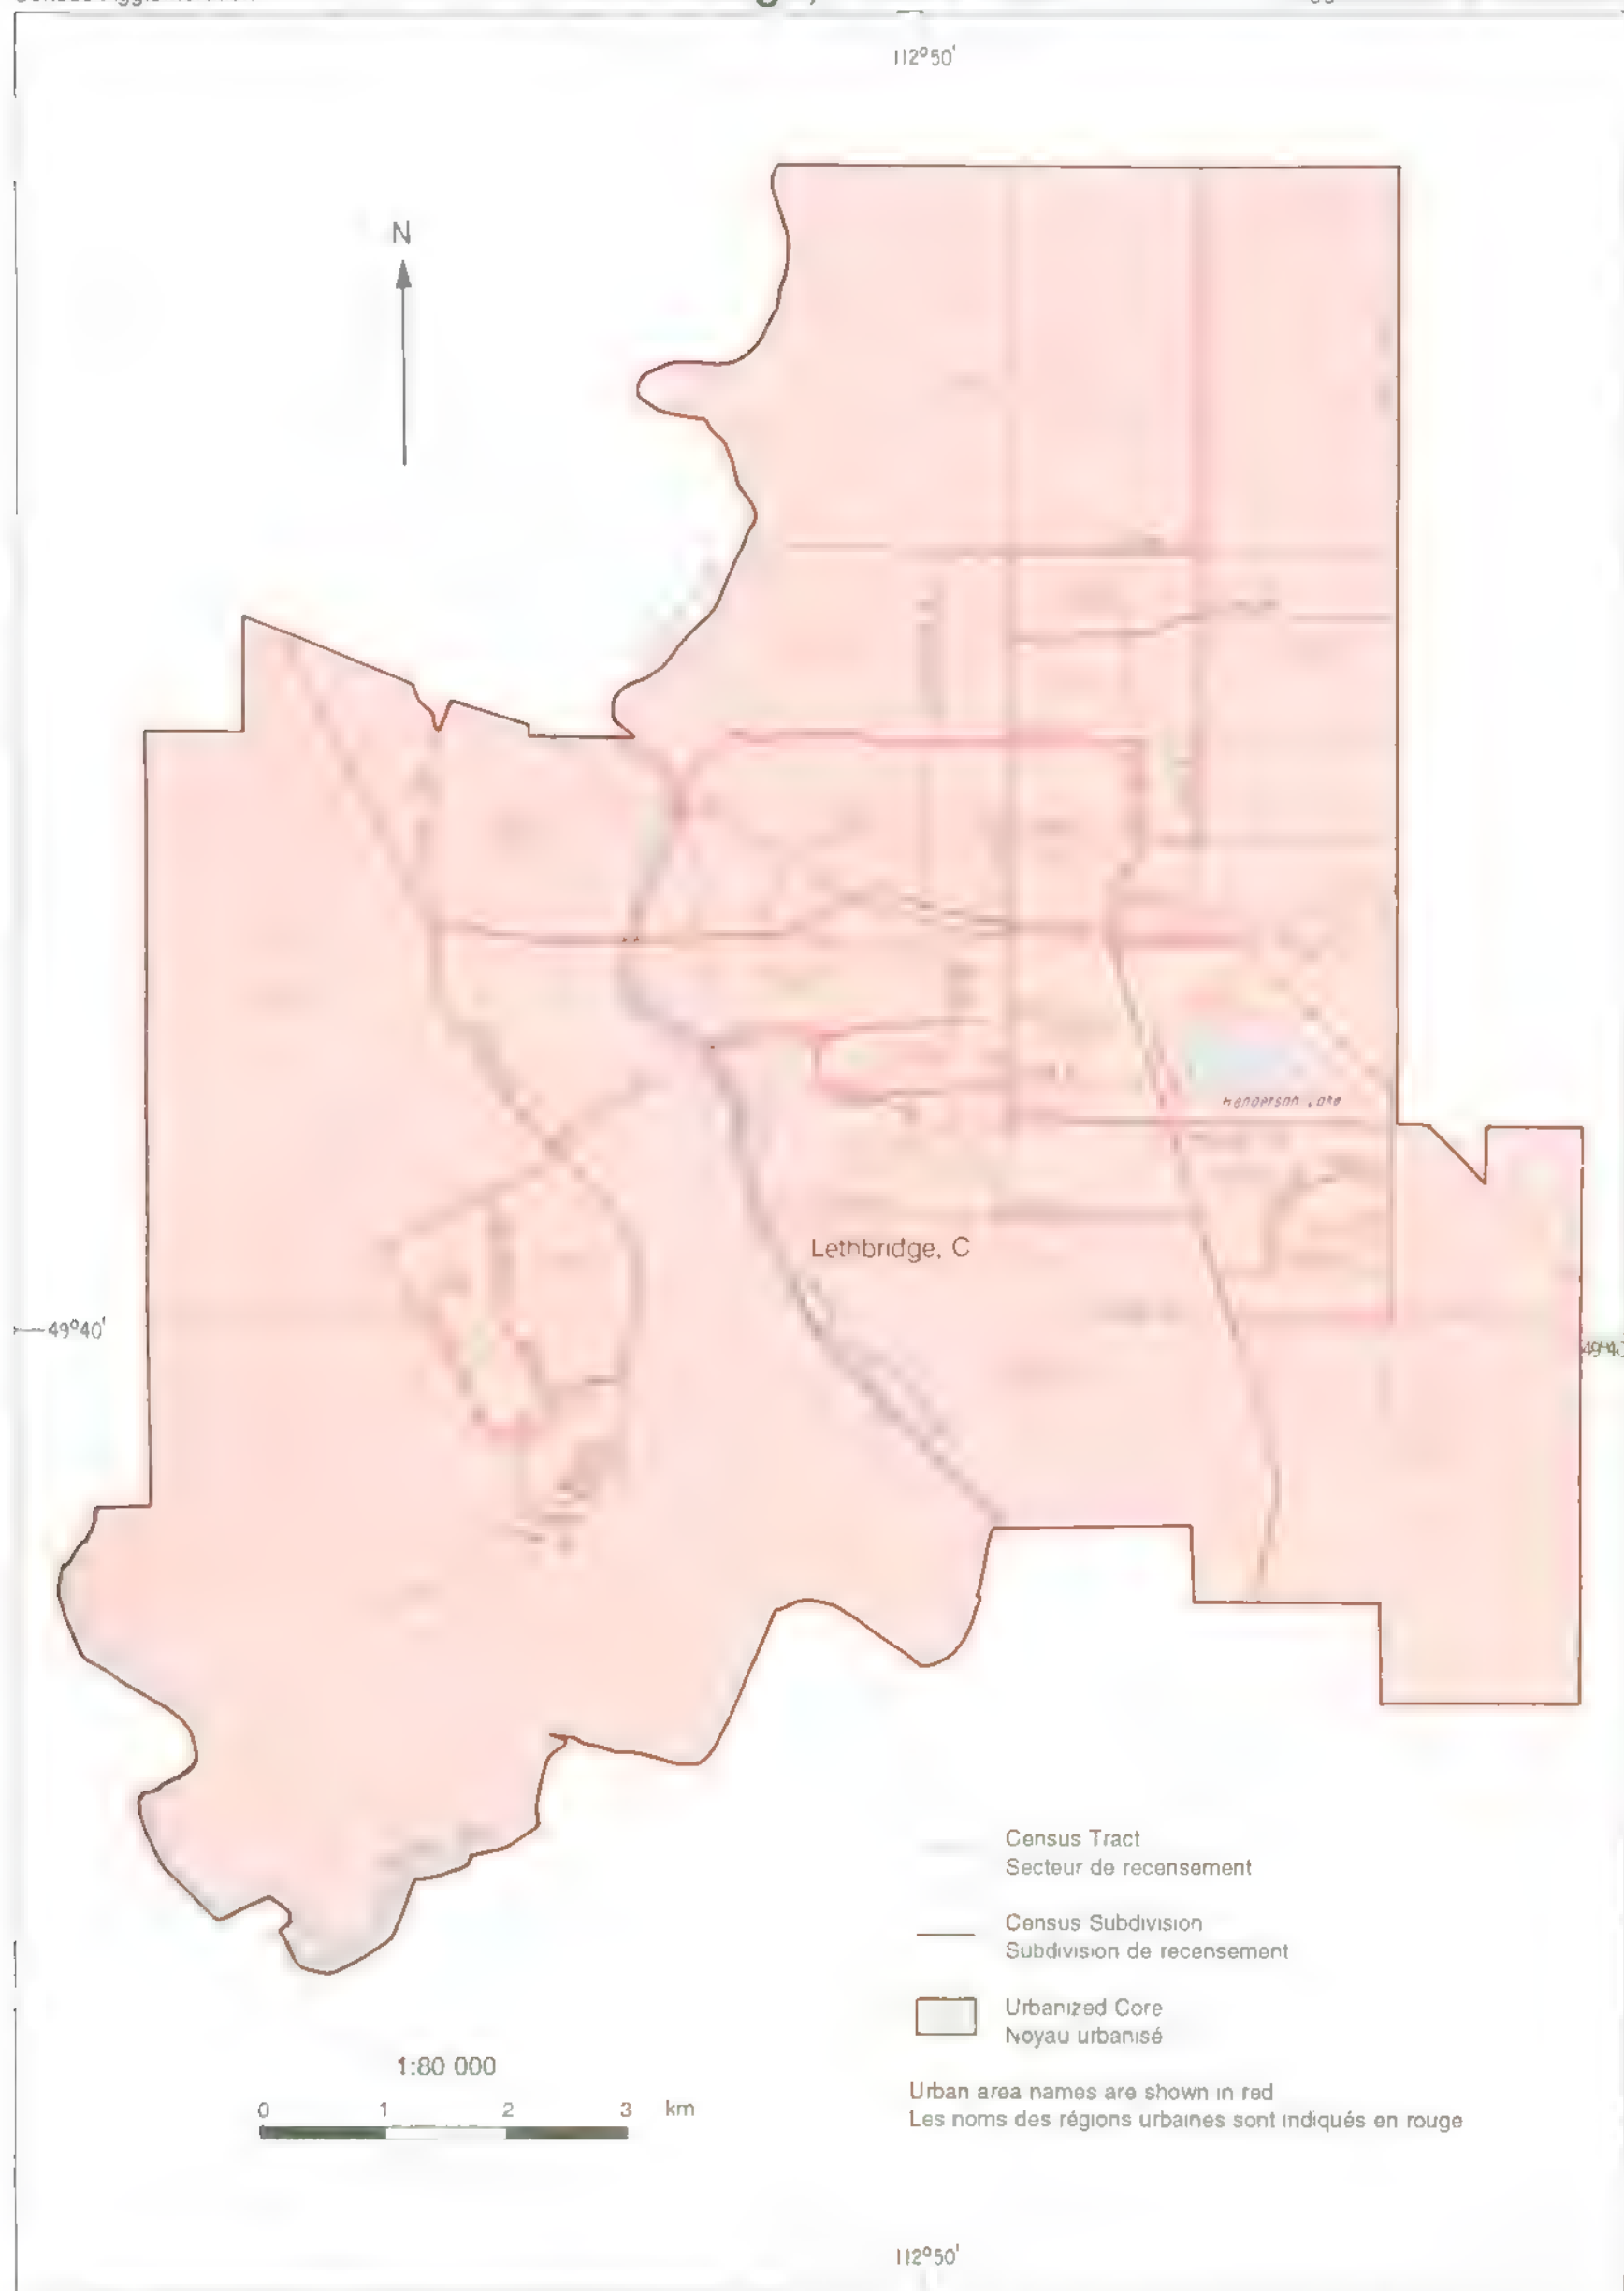 112°50'
N
Henderson Lake
Lethbridge, C
49°40'
Census Tract
Secteur de recensement
Census Subdivision
Subdivision de recensement
Urbanized Core
Noyau urbanisé
1:80 000
0 1 2 3 km
Urban area names are shown in red
Les noms des régions urbaines sont indiqués en rouge
112°50'